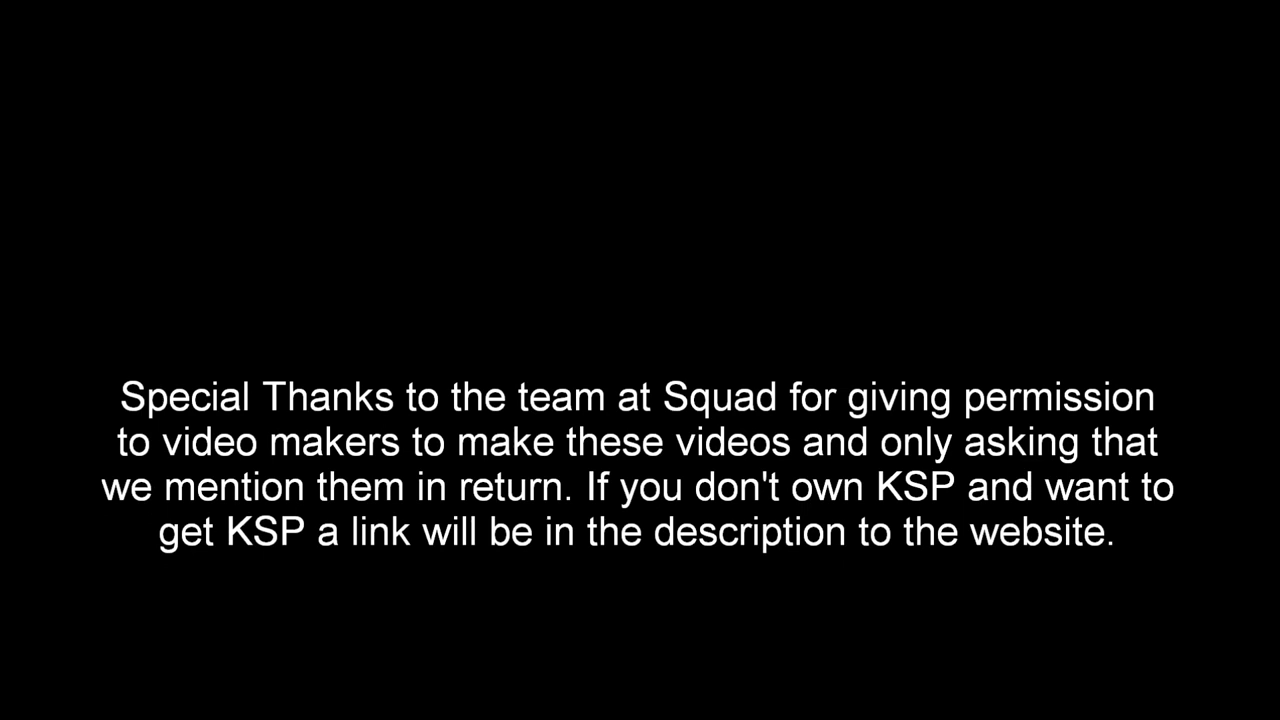 Special Thanks to the team at Squad for giving permission
to video makers to make these videos and only asking that
we mention them in return. If you don't own KSP and want to
get KSP a link will be in the description to the website.